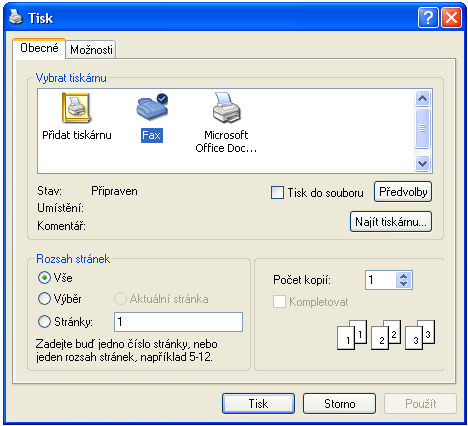 Tisk
Obecné
Možnosti
Vybrat tiskárnu
Přidat tiskárnu
Fax
Microsoft
Office Doc...
Stav: Připraven
Umístění:
Komentář:
Tisk do souboru
Předvolby
Najít tiskárnu...
Rozsah stránek
Vše
Výběr
Aktuální stránka
Stránky: 1
Zadejte buď jedno číslo stránky, nebo
jeden rozsah stránek, například 5-12.
Počet kopií: 1
Kompletovat
1 1 2 2 3 3
Tisk
Storno
Použít